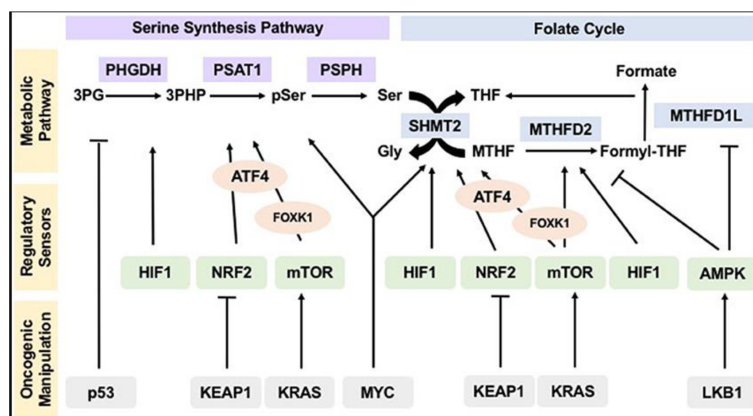 Serine Synthesis Pathway Folate Cycle
Metabolic Pathway
PHGDH PSAT1 PSPH Formate
3PG 3PHP pSer Ser THF
SHMT2 MTHFD2 MTHFD1L
Gly MTHF Formyl-THF
Regulatory Sensors
ATF4 ATF4
FOXK1 FOXK1
HIF1 NRF2 mTOR HIF1 NRF2 mTOR HIF1 AMPK
Oncogenic Manipulation
p53 KEAP1 KRAS MYC KEAP1 KRAS LKB1